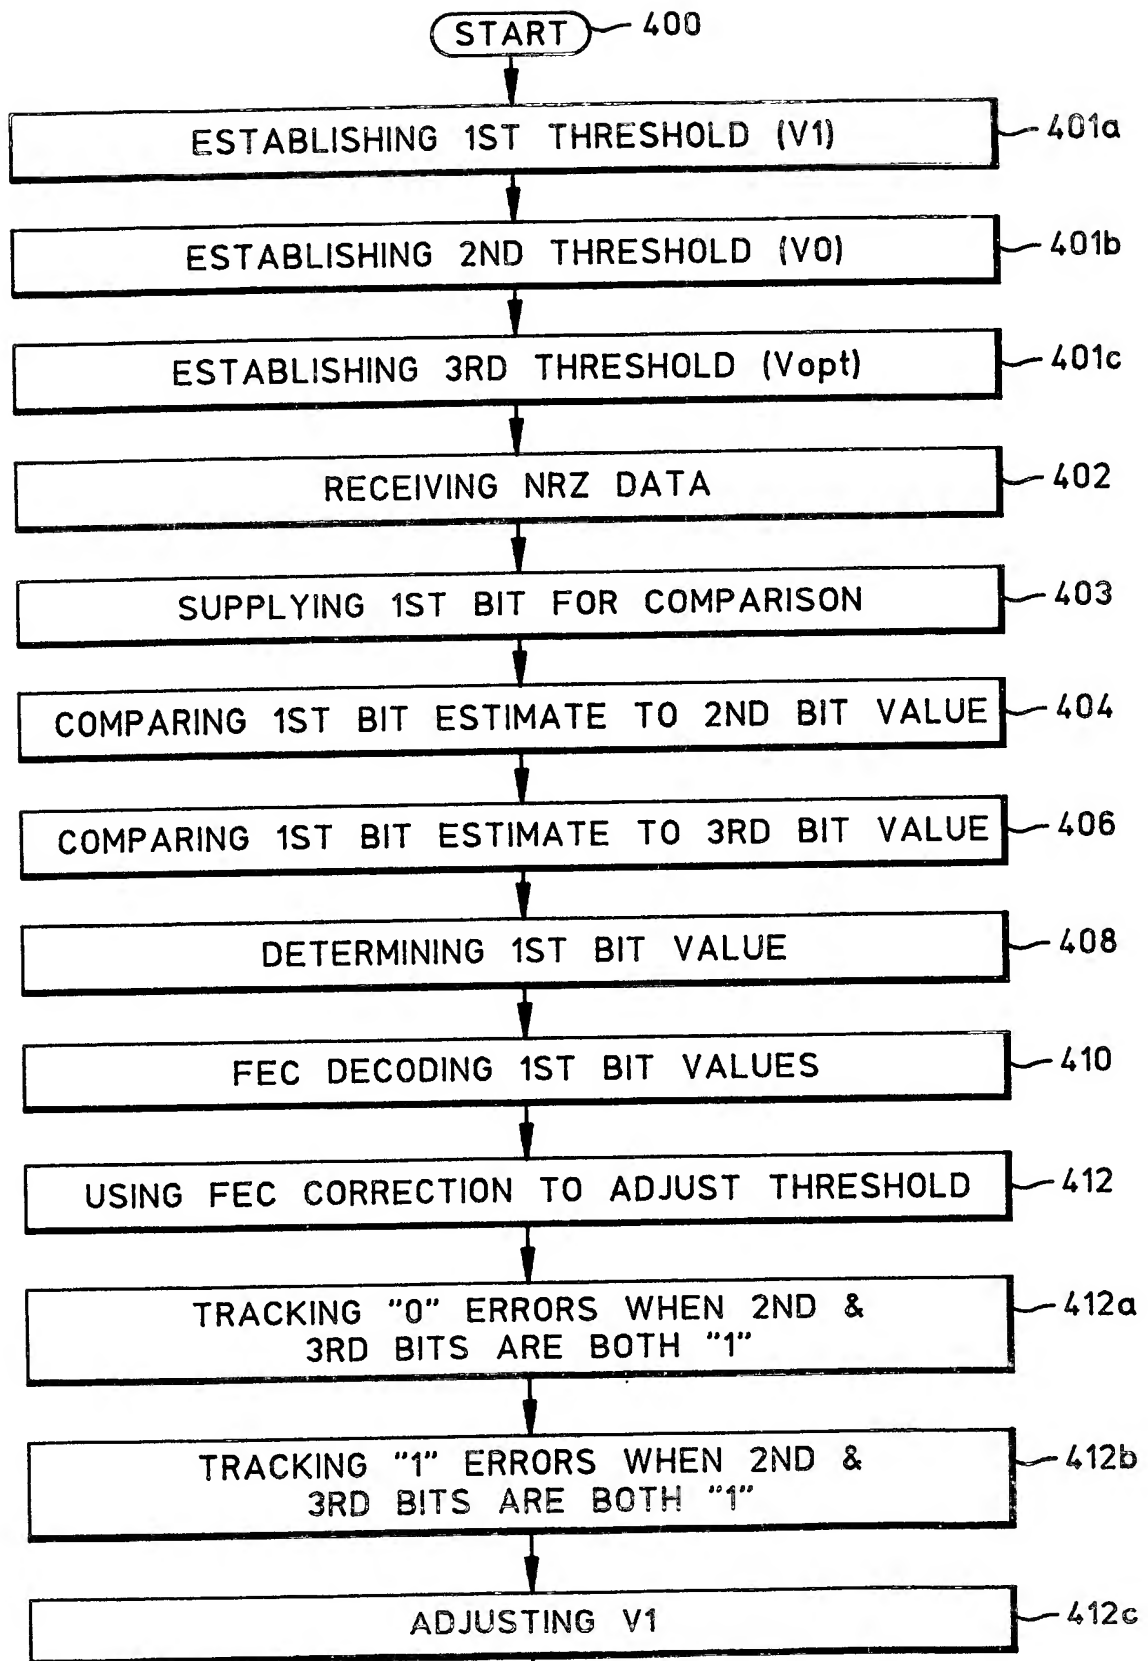 START 400
ESTABLISHING 1ST THRESHOLD (V1) 401a
ESTABLISHING 2ND THRESHOLD (V0) 401b
ESTABLISHING 3RD THRESHOLD (Vopt) 401c
RECEIVING NRZ DATA 402
SUPPLYING 1ST BIT FOR COMPARISON 403
COMPARING 1ST BIT ESTIMATE TO 2ND BIT VALUE 404
COMPARING 1ST BIT ESTIMATE TO 3RD BIT VALUE 406
DETERMINING 1ST BIT VALUE 408
FEC DECODING 1ST BIT VALUES 410
USING FEC CORRECTION TO ADJUST THRESHOLD 412
TRACKING "0" ERRORS WHEN 2ND & 412a
3RD BITS ARE BOTH "1"
TRACKING "1" ERRORS WHEN 2ND & 412b
3RD BITS ARE BOTH "1"
ADJUSTING V1 412c